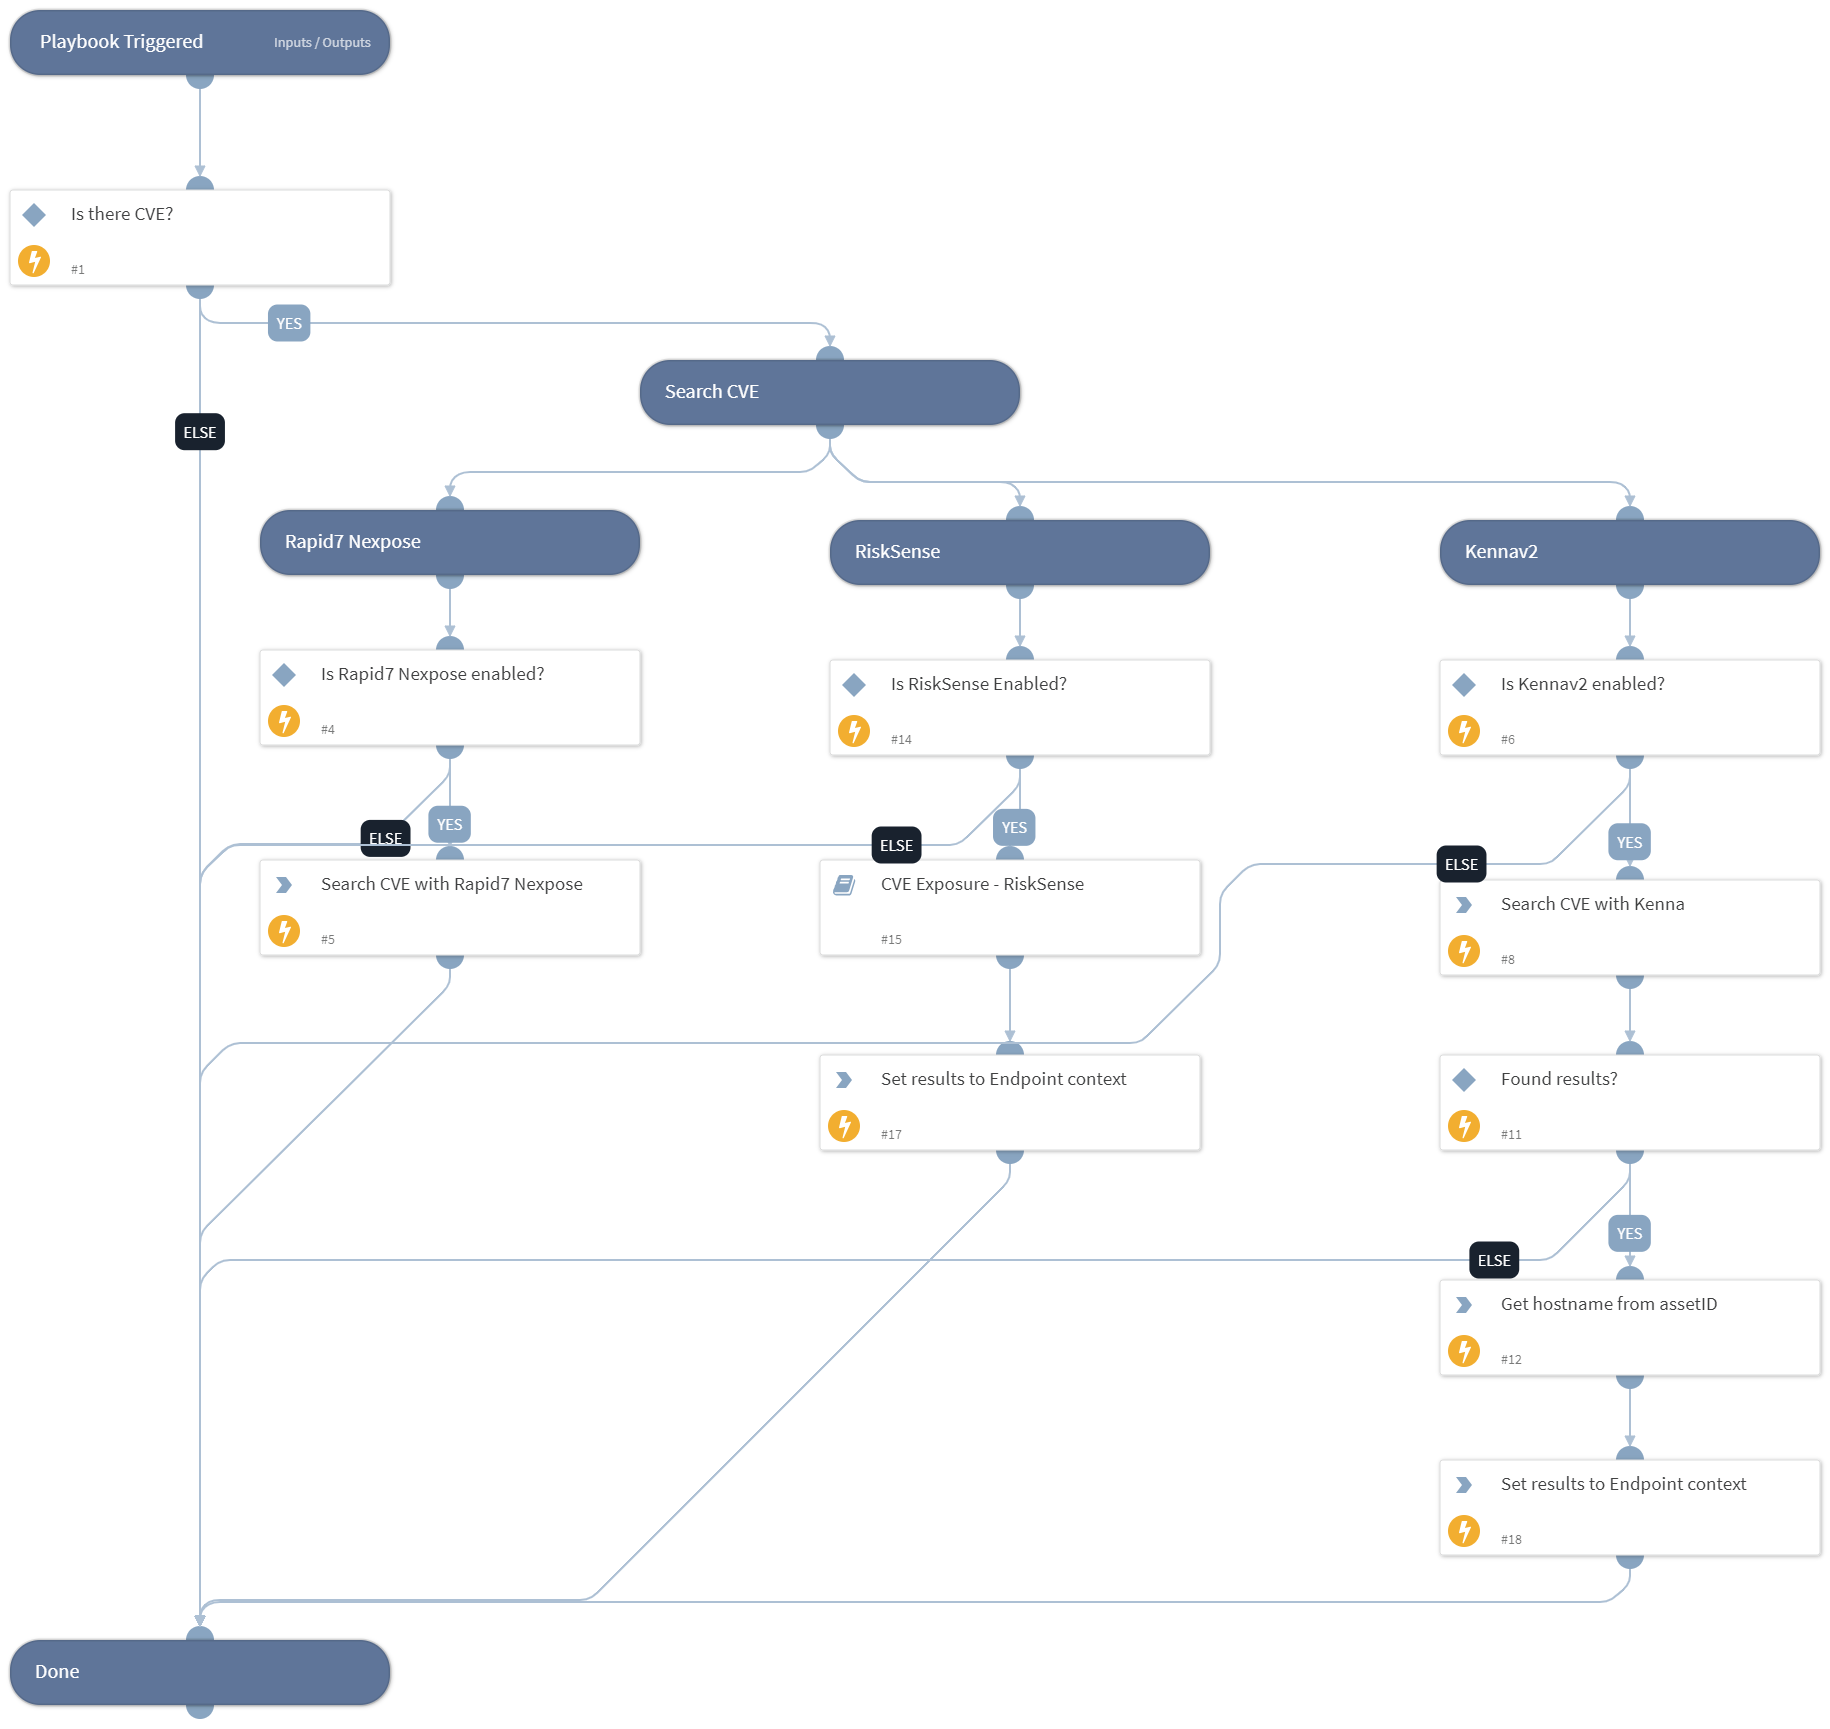 Playbook Triggered
Inputs / Outputs
Is there CVE?
#1
YES
Search CVE
ELSE
Rapid7 Nexpose
RiskSense
Kennav2
Is Rapid7 Nexpose enabled?
#4
Is RiskSense Enabled?
#14
Is Kennav2 enabled?
#6
ELSE
YES
ELSE
YES
ELSE
YES
Search CVE with Rapid7 Nexpose
#5
CVE Exposure - RiskSense
#15
Search CVE with Kenna
#8
Set results to Endpoint context
#17
Found results?
#11
ELSE
YES
Get hostname from assetID
#12
Set results to Endpoint context
#18
Done